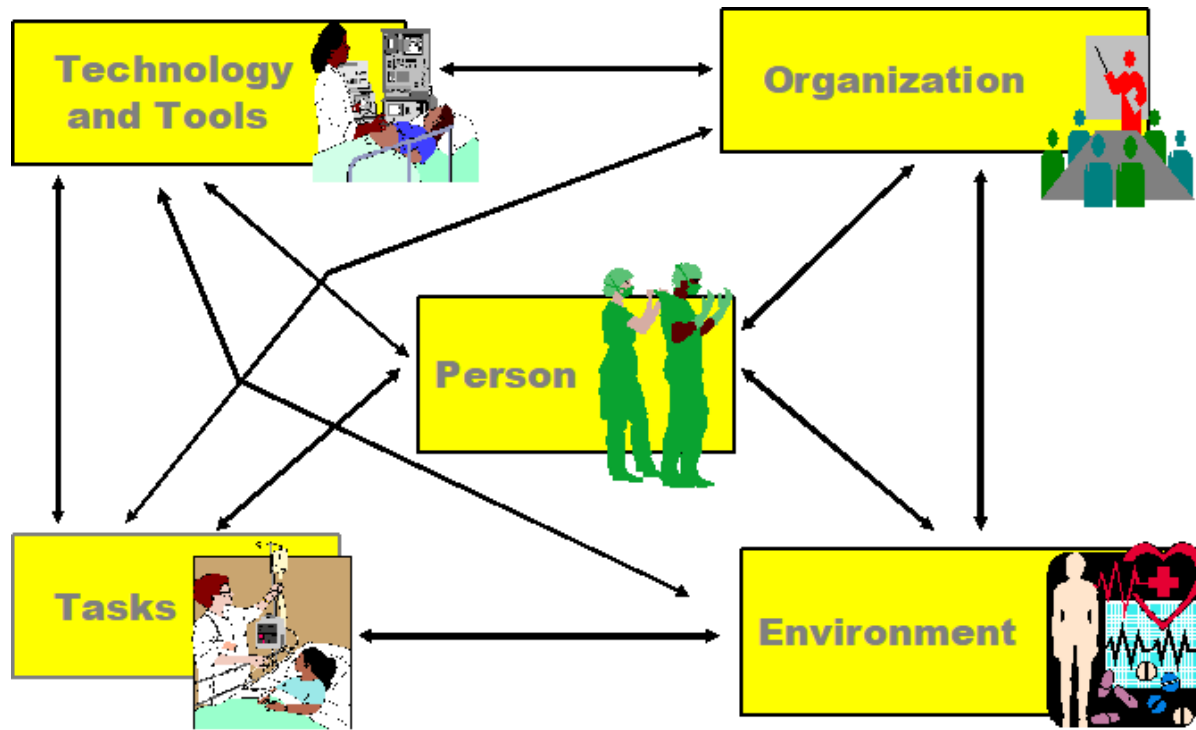 Technology
and Tools
Organization
Person
Tasks
Environment